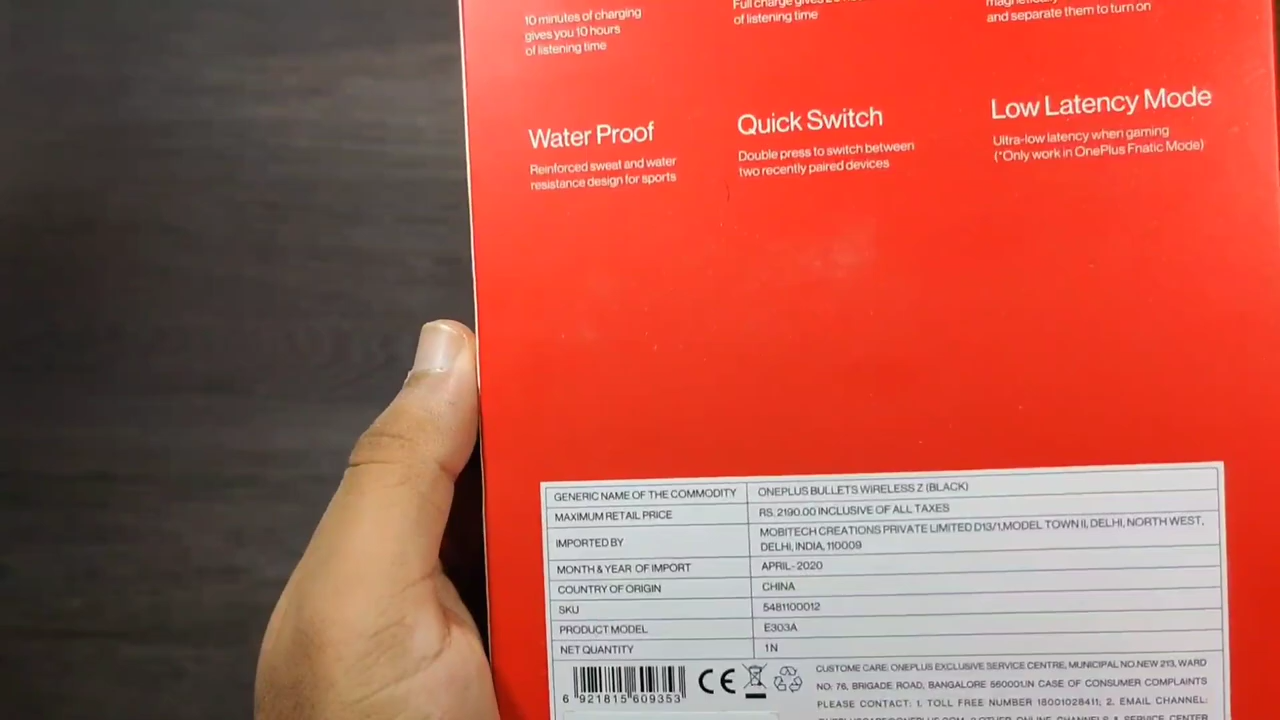 10 minutes of charging
gives you 10 hours
of listening time
Full charge gives
of listening time
magnetically
and separate them to turn on
Water Proof
Reinforced sweat and water
resistance design for sports
Quick Switch
Double press to switch between
two recently paired devices
Low Latency Mode
Ultra-low latency when gaming
(*Only work in OnePlus Fnatic Mode)
GENERIC NAME OF THE COMMODITY ONEPLUS BULLETS WIRELESS Z (BLACK)
MAXIMUM RETAIL PRICE RS. 2190.00 INCLUSIVE OF ALL TAXES
IMPORTED BY MOBITECH CREATIONS PRIVATE LIMITED D13/1,MODEL TOWN II, DELHI, NORTH WEST,
DELHI, INDIA, 110009
MONTH & YEAR OF IMPORT APRIL-2020
COUNTRY OF ORIGIN CHINA
SKU 5481100012
PRODUCT MODEL E303A
NET QUANTITY 1N
6 921815 609353
CE
CUSTOME CARE: ONEPLUS EXCLUSIVE SERVICE CENTRE, MUNICIPAL NO.NEW 213, WARD
NO: 76, BRIGADE ROAD, BANGALORE 560001.IN CASE OF CONSUMER COMPLAINTS
PLEASE CONTACT: 1. TOLL FREE NUMBER 18001028411; 2. EMAIL CHANNEL: